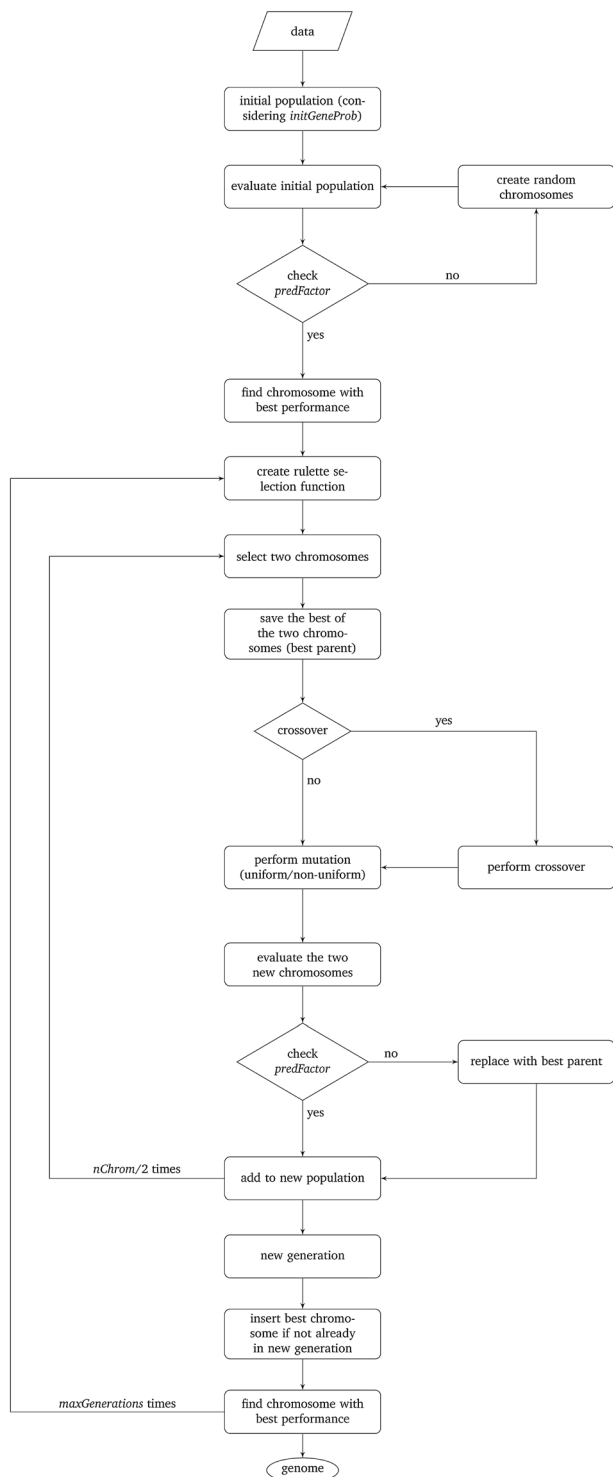 data
initial population (con-
sidering initGeneProb)
evaluate initial population
create random
chromosomes
check
predFactor
no
yes
find chromosome with
best performance
create rulette se-
lection function
select two chromosomes
save the best of
the two chromo-
somes (best parent)
crossover
yes
no
perform mutation
(uniform/non-uniform)
perform crossover
evaluate the two
new chromosomes
check
predFactor
no
replace with best parent
yes
nChrom/2 times
add to new population
new generation
insert best chromo-
some if not already
in new generation
maxGenerations times
find chromosome with
best performance
genome